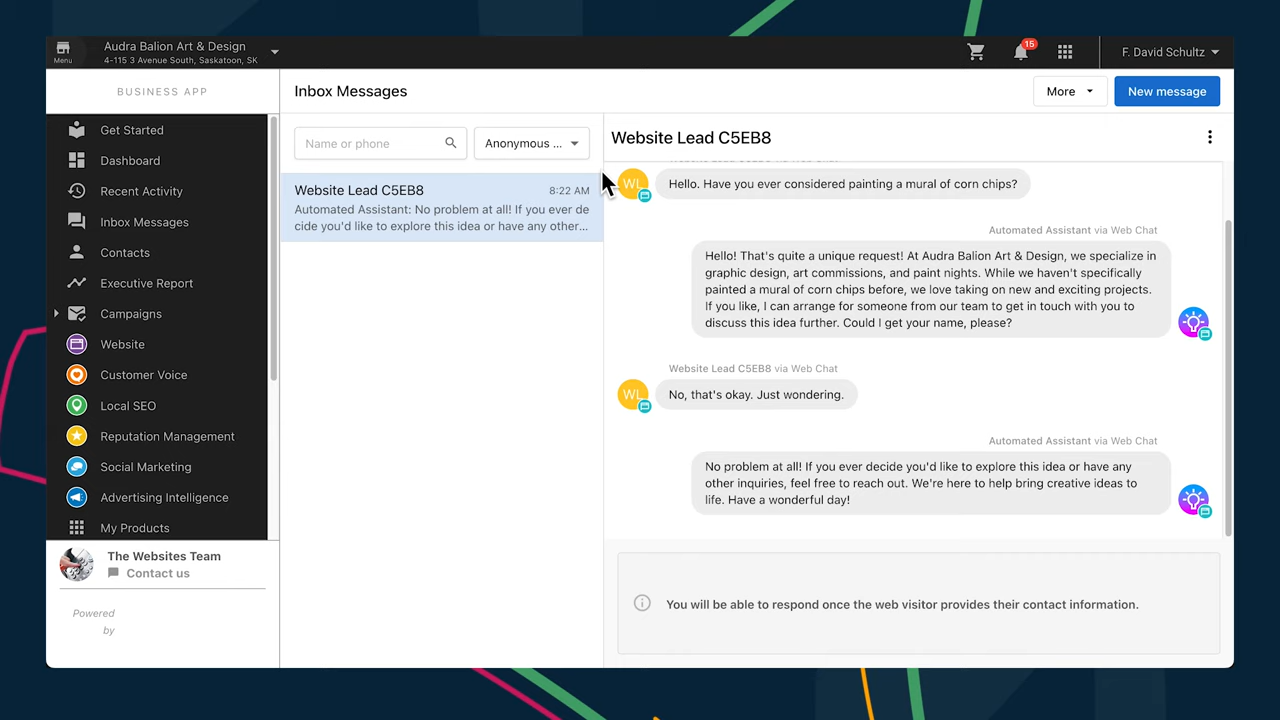 Menu
Audra Balion Art & Design
4-115 3 Avenue South, Saskatoon, SK
15
F. David Schultz
BUSINESS APP
Get Started
Dashboard
Recent Activity
Inbox Messages
Contacts
Executive Report
Campaigns
Website
Customer Voice
Local SEO
Reputation Management
Social Marketing
Advertising Intelligence
My Products
The Websites Team
Contact us
Powered
by
Inbox Messages
More
New message
Name or phone
Anonymous ...
Website Lead C5EB8
8:22 AM
Automated Assistant: No problem at all! If you ever de
cide you'd like to explore this idea or have any other...
Website Lead C5EB8
WL
Hello. Have you ever considered painting a mural of corn chips?
Automated Assistant via Web Chat
Hello! That's quite a unique request! At Audra Balion Art & Design, we specialize in
graphic design, art commissions, and paint nights. While we haven't specifically
painted a mural of corn chips before, we love taking on new and exciting projects.
If you like, I can arrange for someone from our team to get in touch with you to
discuss this idea further. Could I get your name, please?
Website Lead C5EB8 via Web Chat
WL
No, that's okay. Just wondering.
Automated Assistant via Web Chat
No problem at all! If you ever decide you'd like to explore this idea or have any
other inquiries, feel free to reach out. We're here to help bring creative ideas to
life. Have a wonderful day!
You will be able to respond once the web visitor provides their contact information.